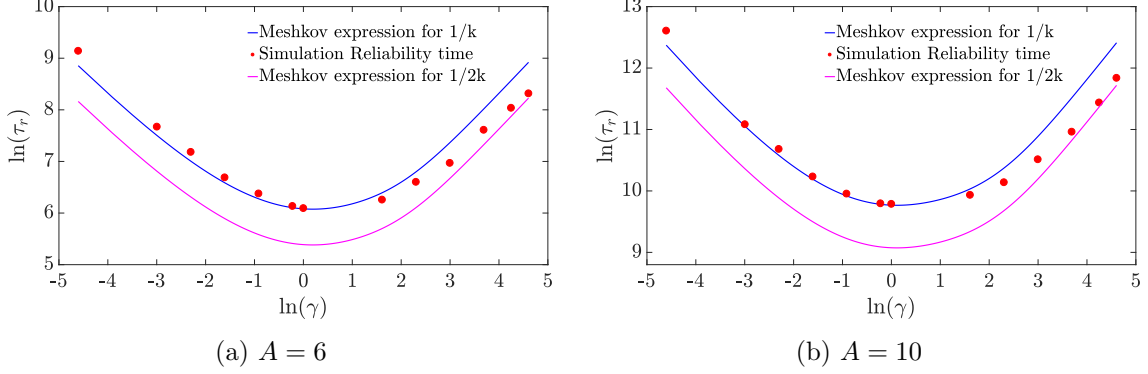 10
9
8
7
6
5
ln(τr)
-5 -4 -3 -2 -1 0 1 2 3 4 5
ln(γ)
Meshkov expression for 1/k
Simulation Reliability time
Meshkov expression for 1/2k
(a) A = 6
13
12
11
10
9
ln(τr)
-5 -4 -3 -2 -1 0 1 2 3 4 5
ln(γ)
Meshkov expression for 1/k
Simulation Reliability time
Meshkov expression for 1/2k
(b) A = 10